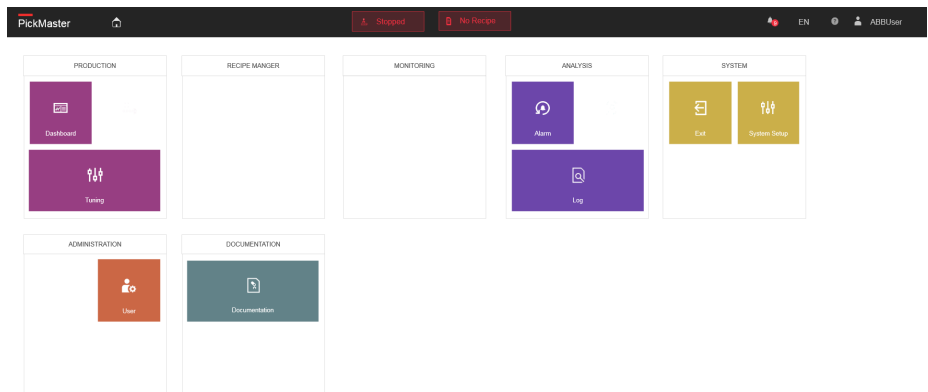 PickMaster Stopped No Recipe EN ABBUser
PRODUCTION RECIPE MANGER MONITORING ANALYSIS SYSTEM
Dashboard Alarm Exit System Setup
Tuning Log
ADMINISTRATION DOCUMENTATION
User Documentation